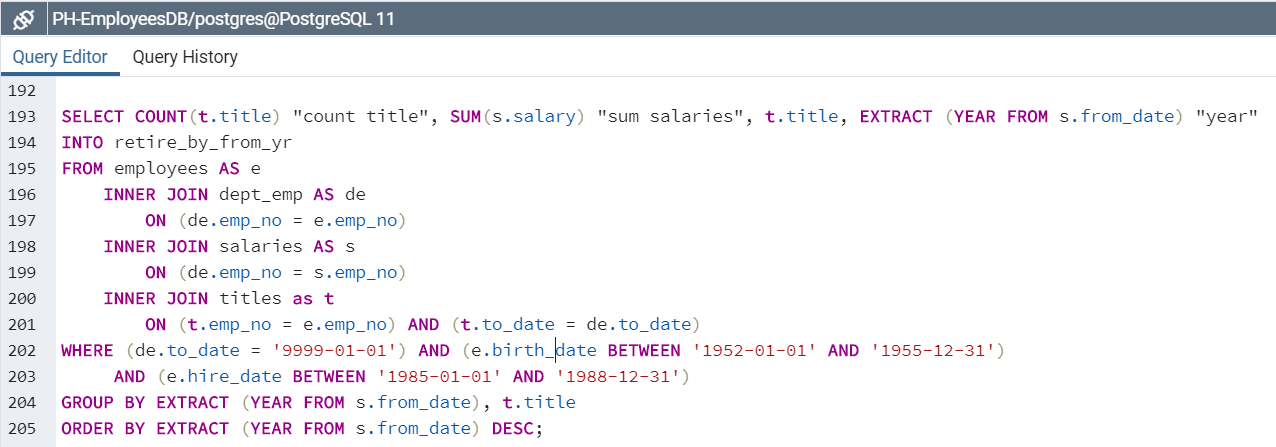 PH-EmployeesDB/postgres@PostgreSQL 11
Query Editor Query History
192
193 SELECT COUNT(t.title) "count title", SUM(s.salary) "sum salaries", t.title, EXTRACT (YEAR FROM s.from_date) "year"
194 INTO retire_by_from_yr
195 FROM employees AS e
196 INNER JOIN dept_emp AS de
197 ON (de.emp_no = e.emp_no)
198 INNER JOIN salaries AS s
199 ON (de.emp_no = s.emp_no)
200 INNER JOIN titles as t
201 ON (t.emp_no = e.emp_no) AND (t.to_date = de.to_date)
202 WHERE (de.to_date = '9999-01-01') AND (e.birth_date BETWEEN '1952-01-01' AND '1955-12-31')
203 AND (e.hire_date BETWEEN '1985-01-01' AND '1988-12-31')
204 GROUP BY EXTRACT (YEAR FROM s.from_date), t.title
205 ORDER BY EXTRACT (YEAR FROM s.from_date) DESC;